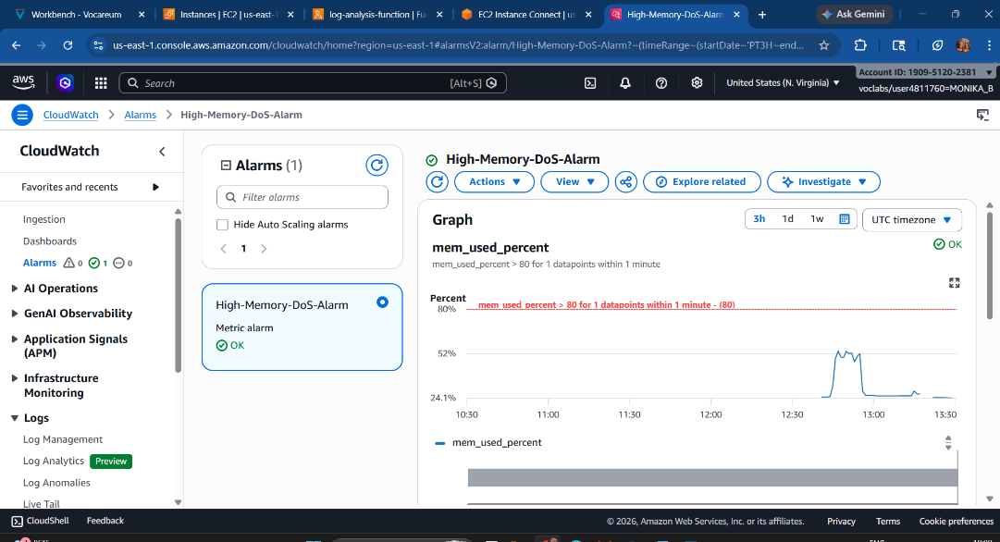 Workbench - Vocareum
Instances | EC2 | us-east-
log-analysis-function | Fu
EC2 Instance Connect | us
High-Memory-DoS-Alarm
Ask Gemini
us-east-1.console.aws.amazon.com/cloudwatch/home?region=us-east-1#alarmsV2:alarm/High-Memory-DoS-Alarm?~(timeRange~(startDate~'PT3H~end...
aws
Search
[Alt+S]
United States (N. Virginia)
Account ID: 1909-5120-2381
voclabs/user4811760=MONIKA_B
CloudWatch
Alarms
High-Memory-DoS-Alarm
CloudWatch
Favorites and recents
Ingestion
Dashboards
Alarms 0 1 0
AI Operations
GenAI Observability
Application Signals
(APM)
Infrastructure
Monitoring
Logs
Log Management
Log Analytics Preview
Log Anomalies
Live Tail
Alarms (1)
Filter alarms
Hide Auto Scaling alarms
1
High-Memory-DoS-Alarm
Metric alarm
OK
High-Memory-DoS-Alarm
Actions
View
Explore related
Investigate
Graph
3h 1d 1w
UTC timezone
mem_used_percent
OK
mem_used_percent > 80 for 1 datapoints within 1 minute
Percent
mem_used_percent > 80 for 1 datapoints within 1 minute - (80)
80%
52%
24.1%
10:30 11:00 11:30 12:00 12:30 13:00 13:30
mem_used_percent
CloudShell
Feedback
© 2026, Amazon Web Services, Inc. or its affiliates.
Privacy
Terms
Cookie preferences